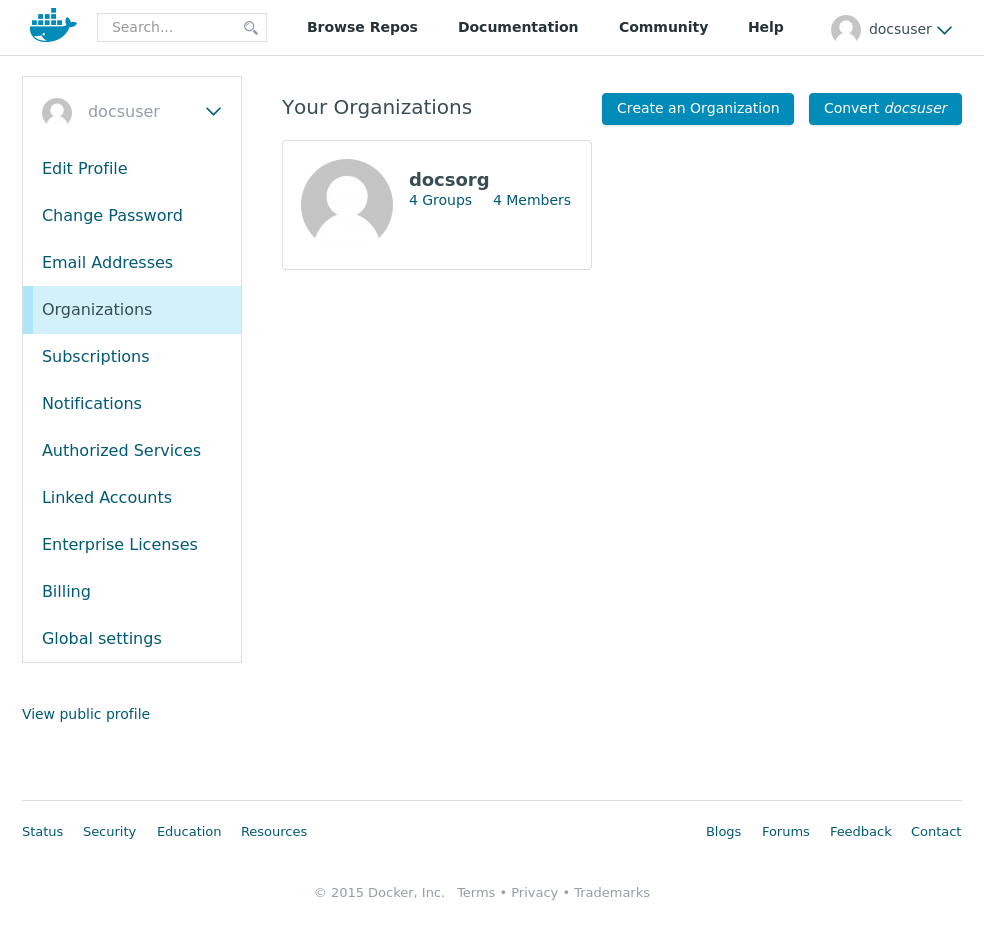 Search... Browse Repos Documentation Community Help docsuser
docsuser
Edit Profile
Change Password
Email Addresses
Organizations
Subscriptions
Notifications
Authorized Services
Linked Accounts
Enterprise Licenses
Billing
Global settings
View public profile
Your Organizations
Create an Organization Convert docsuser
docsorg
4 Groups 4 Members
Status Security Education Resources Blogs Forums Feedback Contact
© 2015 Docker, Inc. Terms • Privacy • Trademarks